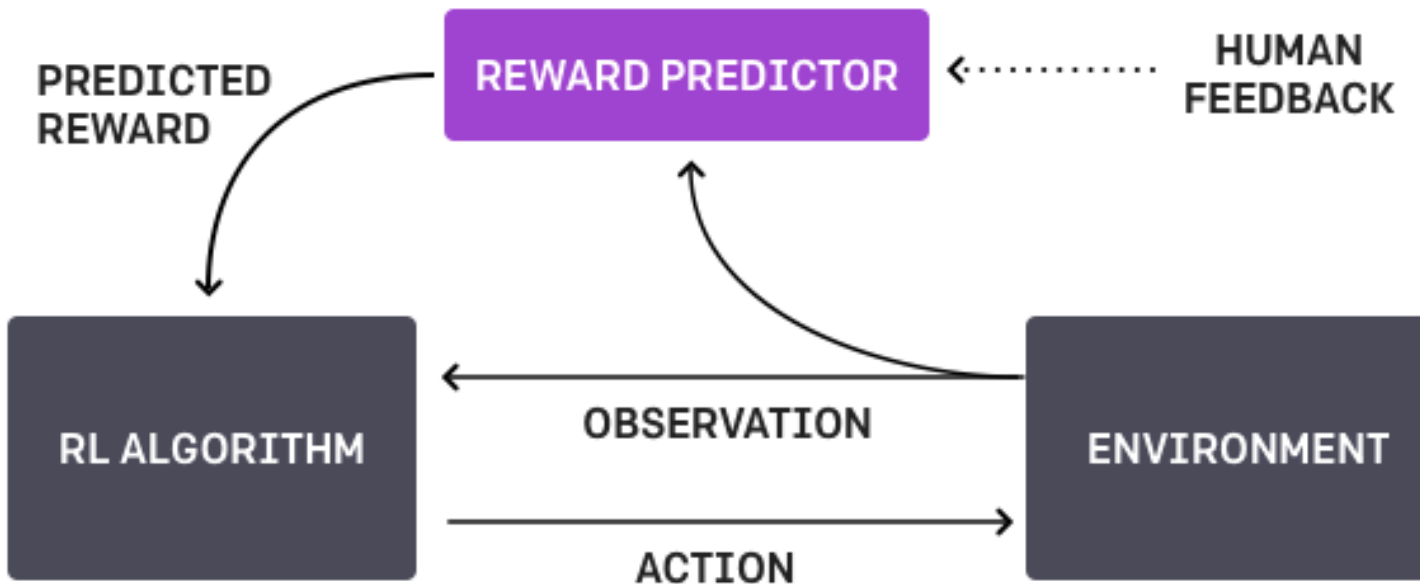 PREDICTED
REWARD
REWARD PREDICTOR
HUMAN
FEEDBACK
RL ALGORITHM
OBSERVATION
ACTION
ENVIRONMENT